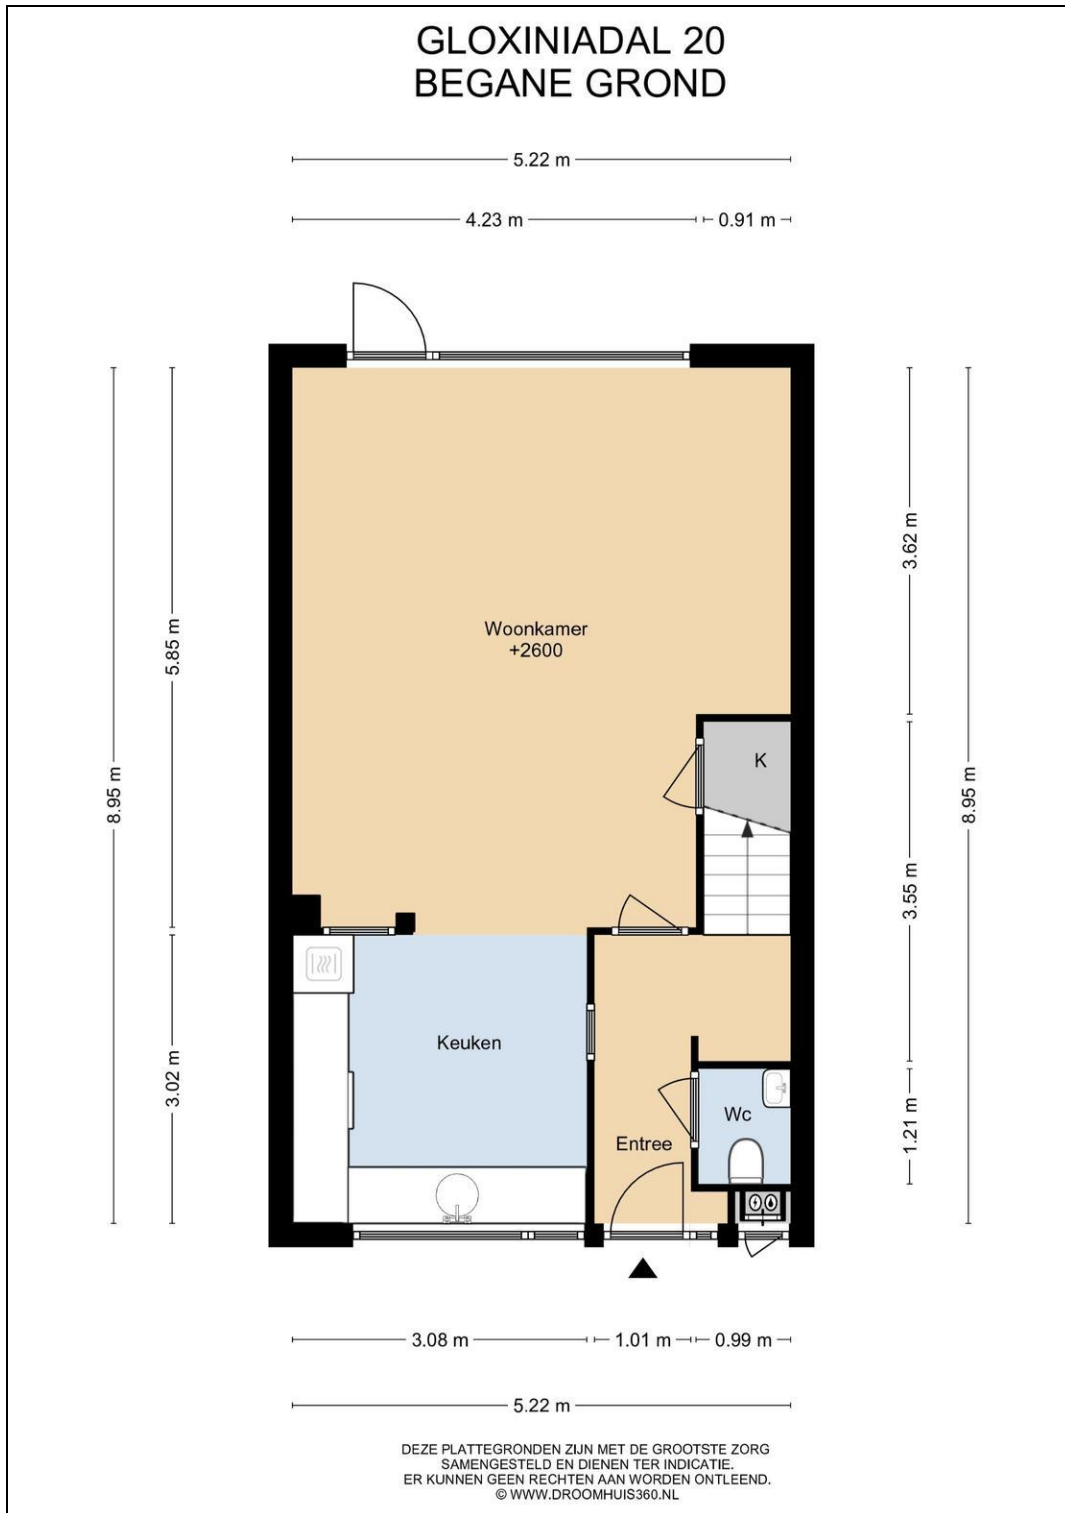 GLOXINIADAL 20
BEGANE GROND
5.22 m
4.23 m
0.91 m
3.62 m
Woonkamer
+2600
5.85 m
8.95 m
8.95 m
K
3.55 m
Keuken
3.02 m
Wc
1.21 m
Entree
3.08 m
1.01 m
0.99 m
5.22 m
DEZE PLATTEGRONDEN ZIJN MET DE GROOTSTE ZORG
SAMENGESTELD EN DIENEN TER INDICATIE.
ER KUNNEN GEEN RECHTEN AAN WORDEN ONTLEEND.
© WWW.DROOMHUIS360.NL